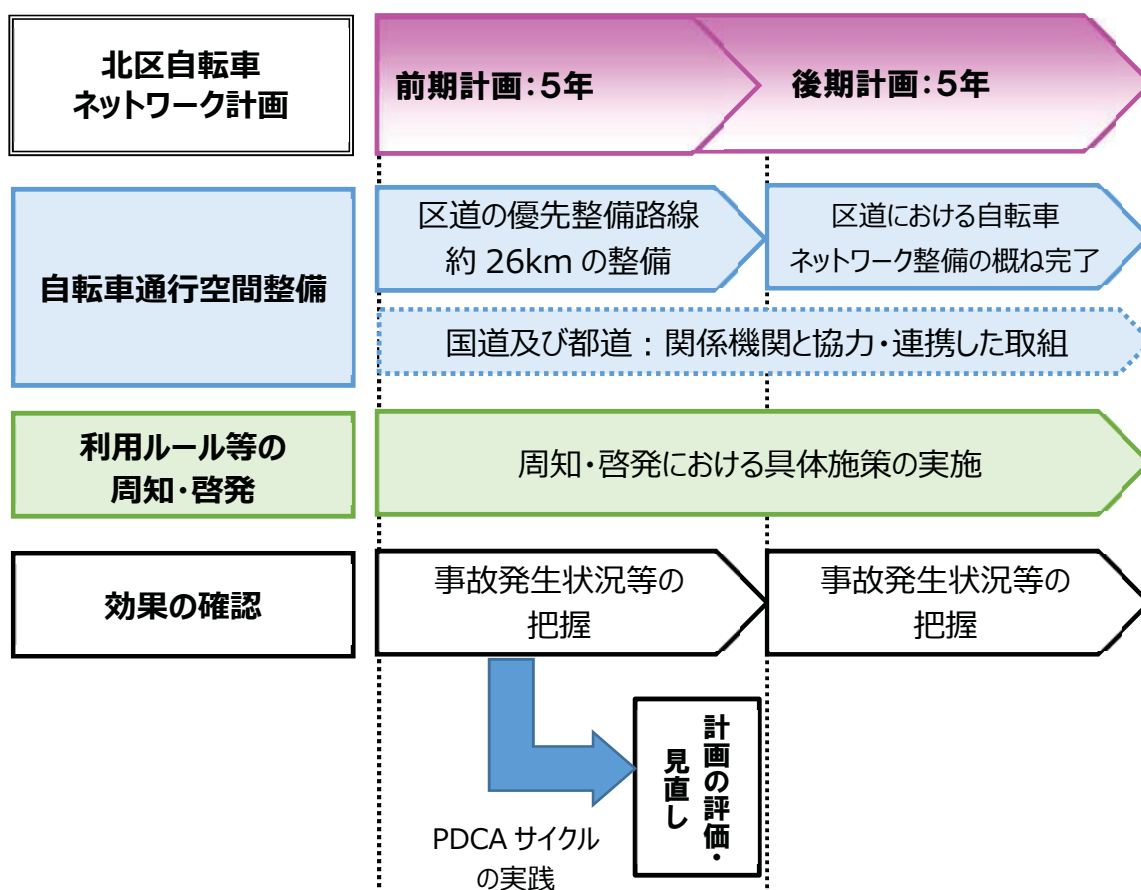 北区自転車
ネットワーク計画
前期計画：5年
後期計画：5年
自転車通行空間整備
区道の優先整備路線
約 26km の整備
区道における自転車
ネットワーク整備の概ね完了
国道及び都道：関係機関と協力・連携した取組
利用ルール等の
周知・啓発
周知・啓発における具体施策の実施
効果の確認
事故発生状況等の
把握
事故発生状況等の
把握
計画の評価・
見直し
PDCA サイクル
の実践